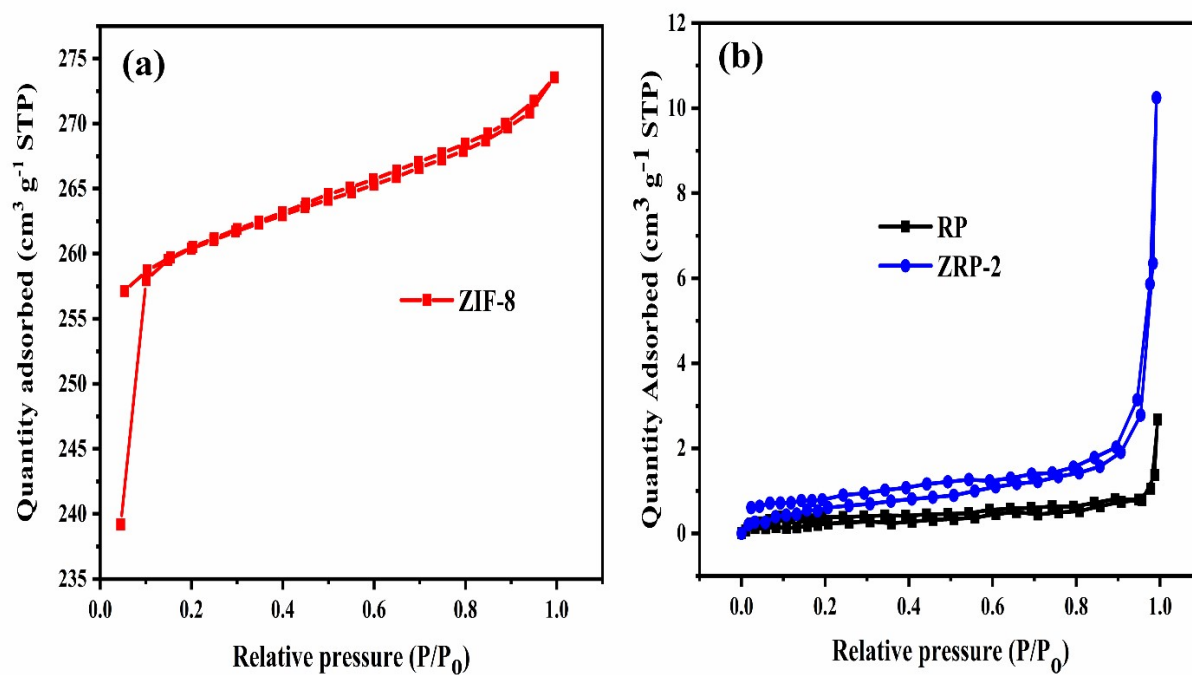 (a)
Quantity adsorbed (cm³ g⁻¹ STP)
275
270
265
260
255
250
245
240
235
ZIF-8
0.0 0.2 0.4 0.6 0.8 1.0
Relative pressure (P/P₀)
(b)
Quantity Adsorbed (cm³ g⁻¹ STP)
12
10
8
6
4
2
0
RP
ZRP-2
0.0 0.2 0.4 0.6 0.8 1.0
Relative pressure (P/P₀)